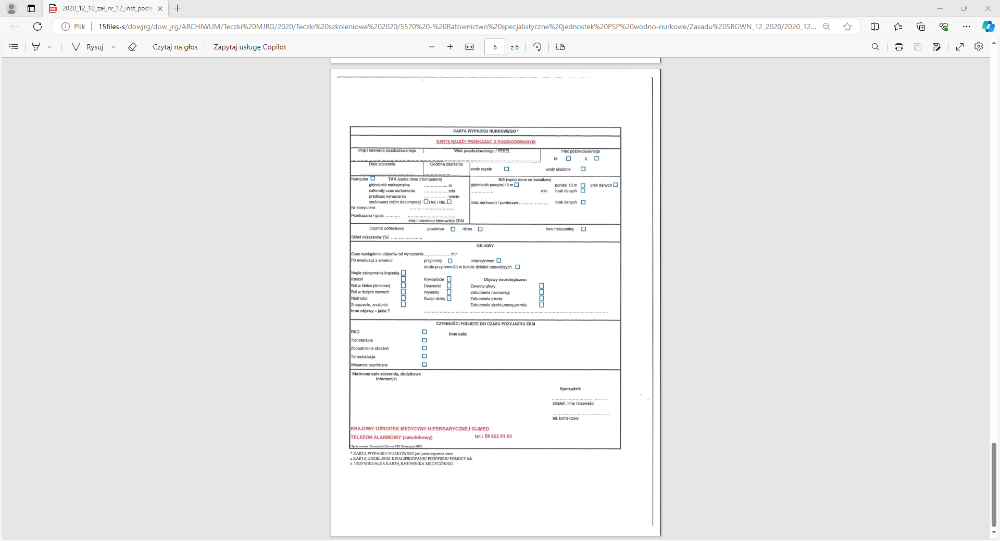 2020_12_10_zał_nr_12_inst_poste
Plik
15files-s/dowjrg/dow_jrg/ARCHIWUM/Teczki%20MJRG/2020/Teczki%20szkoleniowe%202020/5570%20-%20Ratownictwo%20specjalistyczne%20jednostek%20PSP%20wodno-nurkowe/Zasadu%20SRGWN_12_2020/2020_12...
Rysuj
Czytaj na głos
Zapytaj usługę Copilot
6 z 6
KARTA WYPADKU NURKOWEGO *
KARTĘ NALEŻY PRZEKAZAĆ Z POSZKODOWANYM
Imię i nazwisko poszkodowanego Wiek poszkodowanego / PESEL Płeć poszkodowanego
M K
Data zdarzenia Godzina zdarzenia
wody czyste wody skażone
Komputer TAK (wpisz dane z komputera) NIE (wpisz dane od świadków)
głębokość maksymalna .................. m głębokość powyżej 10 m poniżej 10 m brak danych
całkowity czas nurkowania .................. min ................. min brak danych
prędkość wynurzania .................. m/min
zachowany reżim dekompresji TAK / NIE ilość nurkowań / powtórzeń ....................... brak danych
Nr komputera ..................................
Przekazano / godz. ........... ......................................
imię i nazwisko kierownika ZRM
Czynnik oddechowy powietrze nitrox inne mieszaniny
Skład mieszaniny (%) ........................
OBJAWY
Czas wystąpienia objawów od wynurzenia .................... min
Po ewakuacji z akwenu: przytomny nieprzytomny
utrata przytomności w trakcie działań ratowniczych
Nagłe zatrzymanie krążenia
Kaszel Krwioplucie Objawy neurologiczne:
Ból w klatce piersiowej Duszność Zawroty głowy
Ból w dużych stawach Wymioty Zaburzenia równowagi
Nudności Świąd skóry Zaburzenia czucia
Zmęczenie, znużenie Zaburzenia słuchu,mowy,wzroku
Inne objawy – jakie ?
CZYNNOŚCI PODJĘTE DO CZASU PRZYJAZDU ZRM
RKO Inne opis:
Tlenoterapia
Zaopatrzenie obrażeń
Termoizolacja
Wsparcie psychiczne
Skrócony opis zdarzenia, dodatkowe
informacje:
Sporządził:
stopień, imię i nazwisko
tel. kontaktowy
KRAJOWY OŚRODEK MEDYCYNY HIPERBARYCZNEJ GUMED
TELEFON ALARMOWY (całodobowy) tel.: 58 622 51 63
Opracowanie: Komenda Główna PSP Warszawa 2020
* KARTA WYPADKU NURKOWEGO jest przekazywana wraz
z KARTĄ UDZIELENIA KWALIFIKOWANEJ PIERWSZEJ POMOCY lub
z INDYWIDUALNA KARTĄ RATOWNIKA MEDYCZNEGO